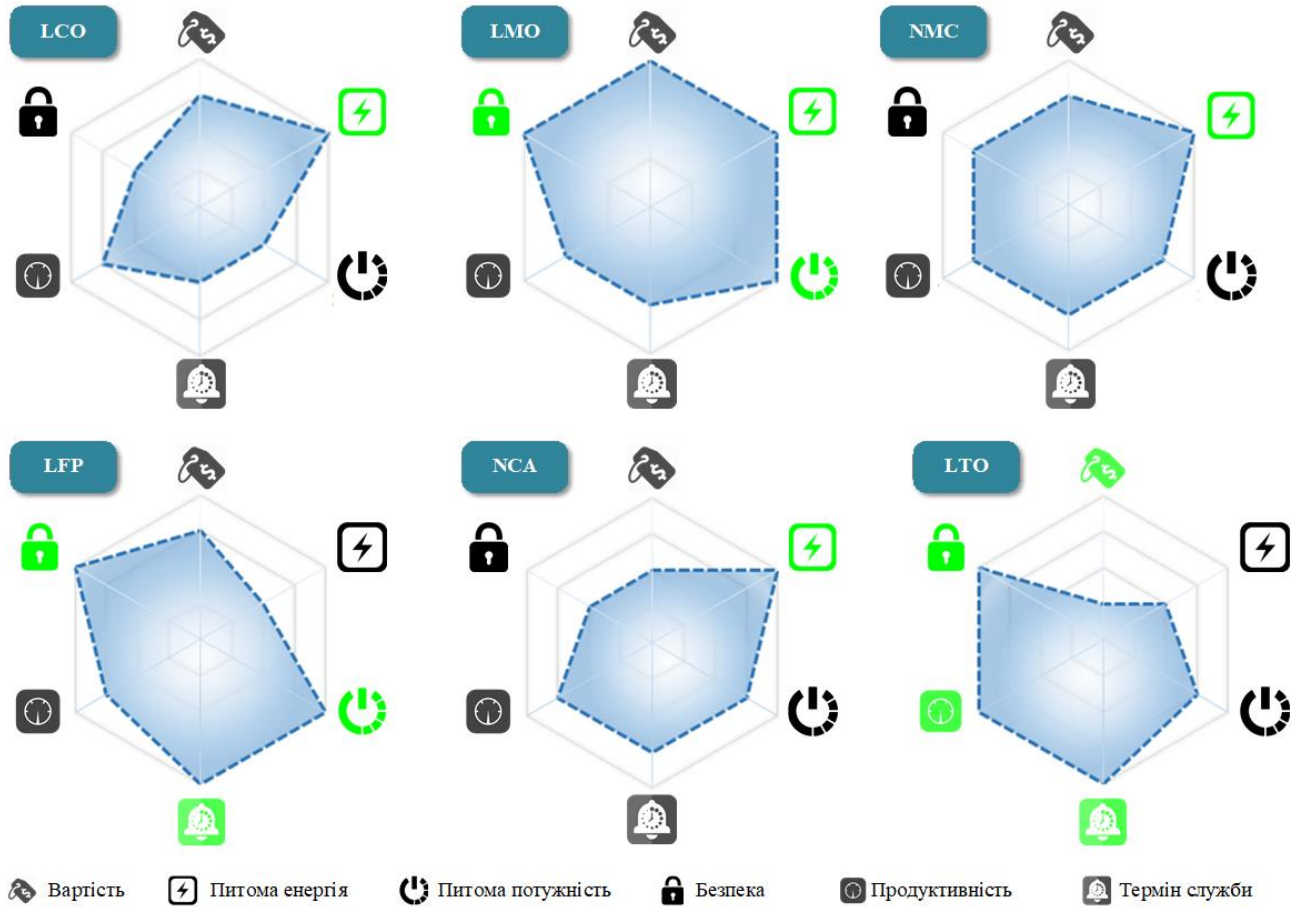 LCO
LMO
NMC
LFP
NCA
LTO
Вартість
Питома енергія
Питома потужність
Безпека
Продуктивність
Термін служби